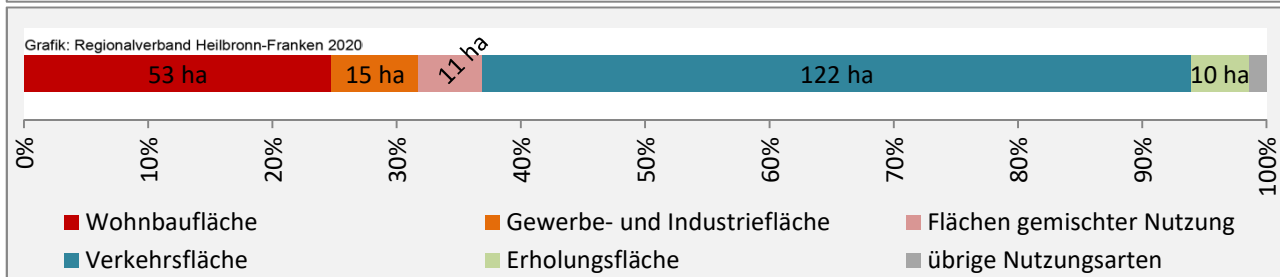 Grafik: Regionalverband Heilbronn-Franken 2020
53 ha 15 ha 11 ha 122 ha 10 ha
0% 10% 20% 30% 40% 50% 60% 70% 80% 90% 100%
Wohnbaufläche Gewerbe- und Industriefläche Flächen gemischter Nutzung
Verkehrsfläche Erholungsfläche übrige Nutzungsarten